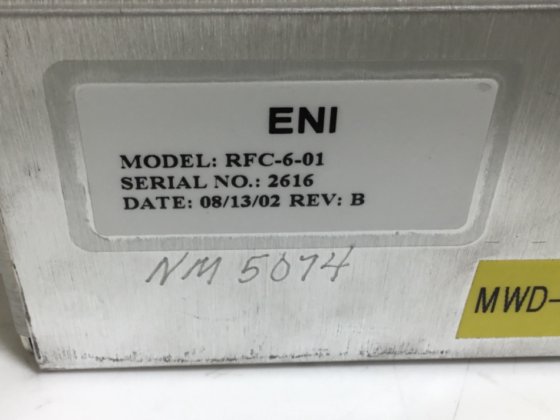 ENI
MODEL: RFC-6-01
SERIAL NO.: 2616
DATE: 08/13/02 REV: B
NM 5074
MWD-